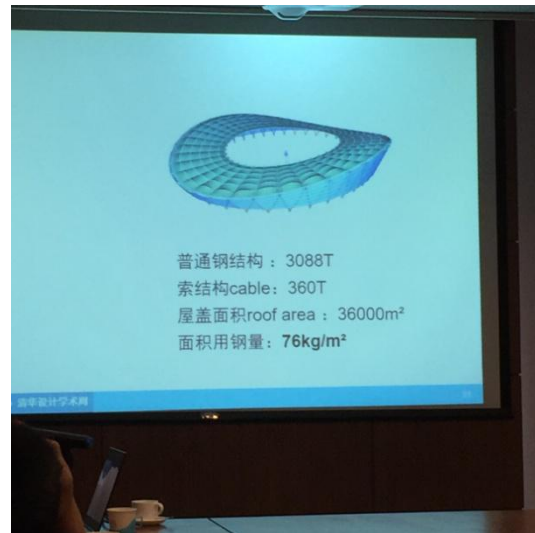 普通钢结构 ：3088T
索结构cable：360T
屋盖面积roof area ：36000m²
面积用钢量：76kg/m²
清华设计学术网